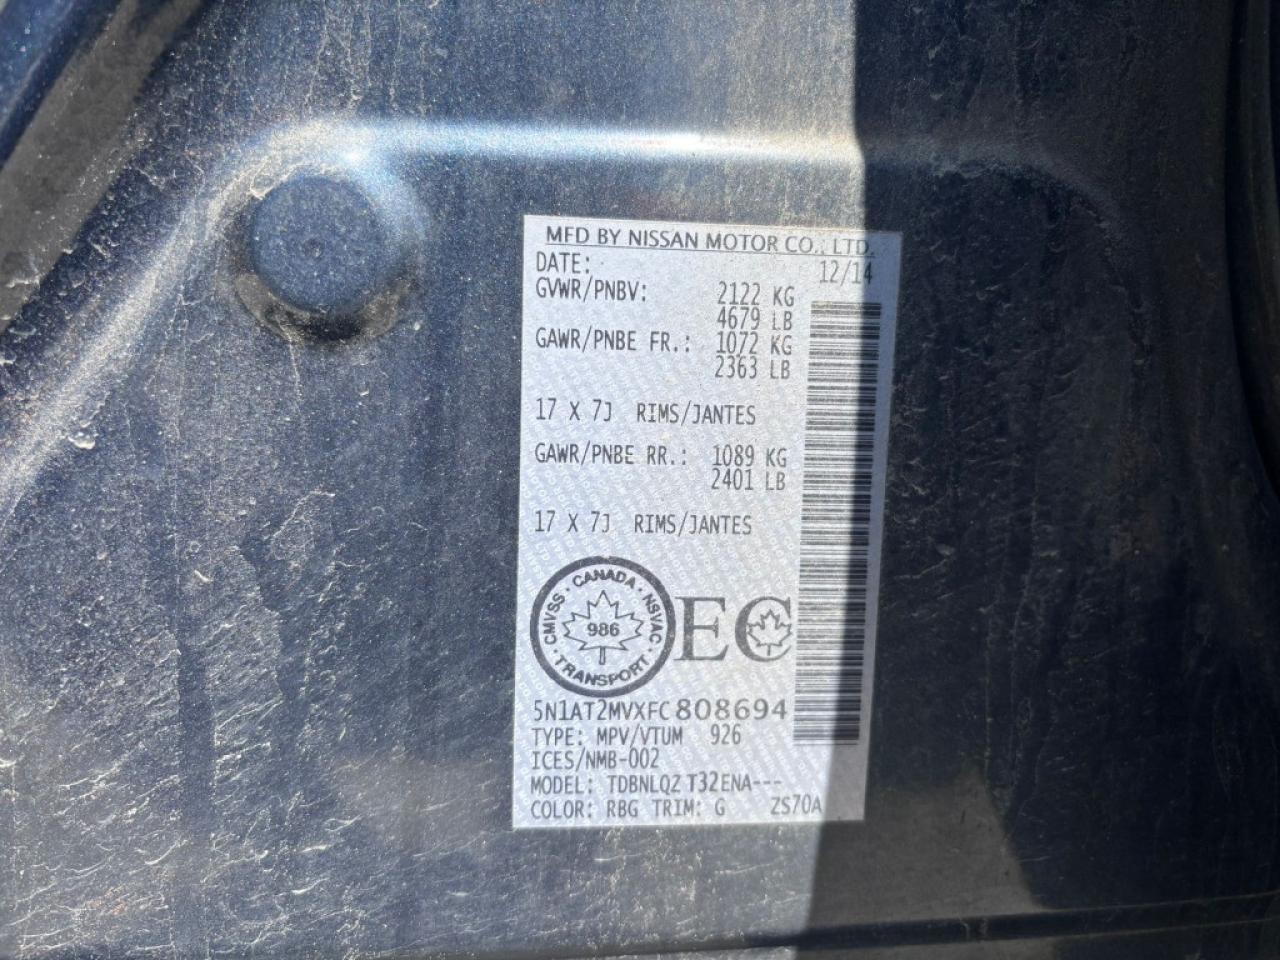 MFD BY NISSAN MOTOR CO., LTD.
DATE: 12/14
GVWR/PNBV: 2122 KG
4679 LB
GAWR/PNBE FR.: 1072 KG
2363 LB
17 X 7J RIMS/JANTES
GAWR/PNBE RR.: 1089 KG
2401 LB
17 X 7J RIMS/JANTES
CMVSS · CANADA · NSVAC
986
· TRANSPORT ·
EC
5N1AT2MVXFC808694
TYPE: MPV/VTUM 926
ICES/NMB-002
MODEL: TDBNLQZ T32ENA---
COLOR: RBG TRIM: G ZS70A